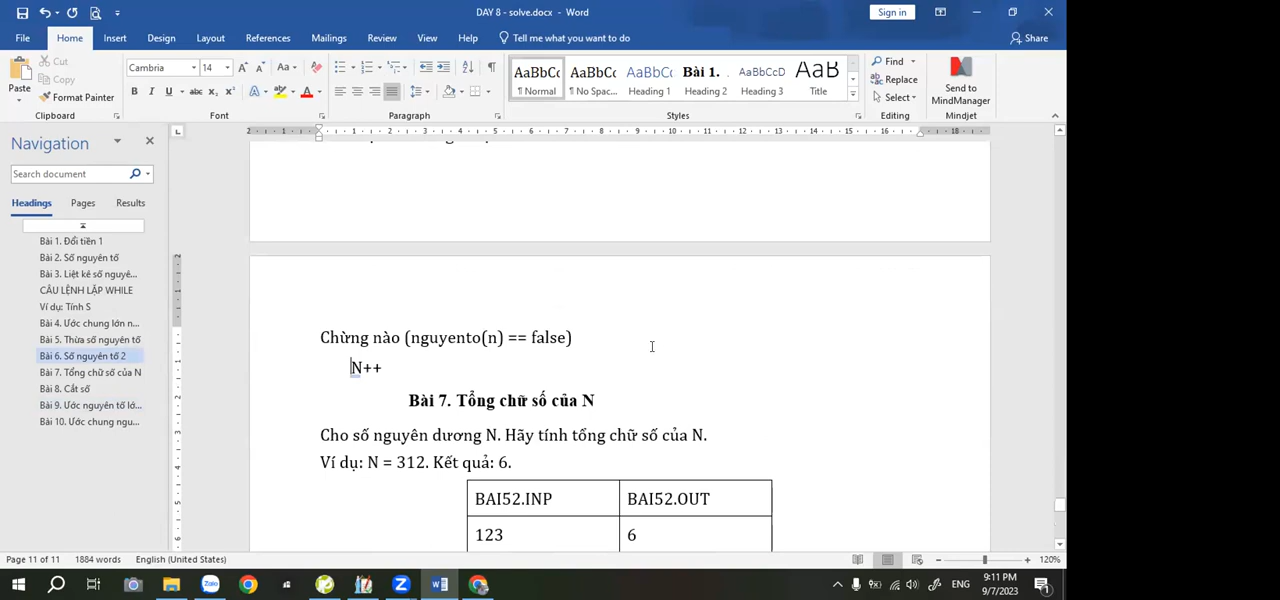 DAY 8 - solve.docx - Word
Sign in
File Home Insert Design Layout References Mailings Review View Help Tell me what you want to do Share
Paste
Cut
Copy
Format Painter
Clipboard
Cambria 14
Font
Paragraph
AaBbCc AaBbCc AaBbCc Bài 1. AaBbCcD AaB
¶ Normal ¶ No Spac... Heading 1 Heading 2 Heading 3 Title
Styles
Find
Replace
Select
Editing
Send to
MindManager
Mindjet
Navigation
Search document
Headings Pages Results
Bài 1. Đổi tiền 1
Bài 2. Số nguyên tố
Bài 3. Liệt kê số nguyê...
CÂU LỆNH LẶP WHILE
Ví dụ: Tính S
Bài 4. Ước chung lớn n...
Bài 5. Thừa số nguyên tố
Bài 6. Số nguyên tố 2
Bài 7. Tổng chữ số của N
Bài 8. Cắt số
Bài 9. Ước nguyên tố lớ...
Bài 10. Ước chung ngu...
Chừng nào (nguyento(n) == false)
N++
Bài 7. Tổng chữ số của N
Cho số nguyên dương N. Hãy tính tổng chữ số của N.
Ví dụ: N = 312. Kết quả: 6.
BAI52.INP BAI52.OUT
123 6
Page 11 of 11 1884 words English (United States) 120%
ENG
9:11 PM
9/7/2023